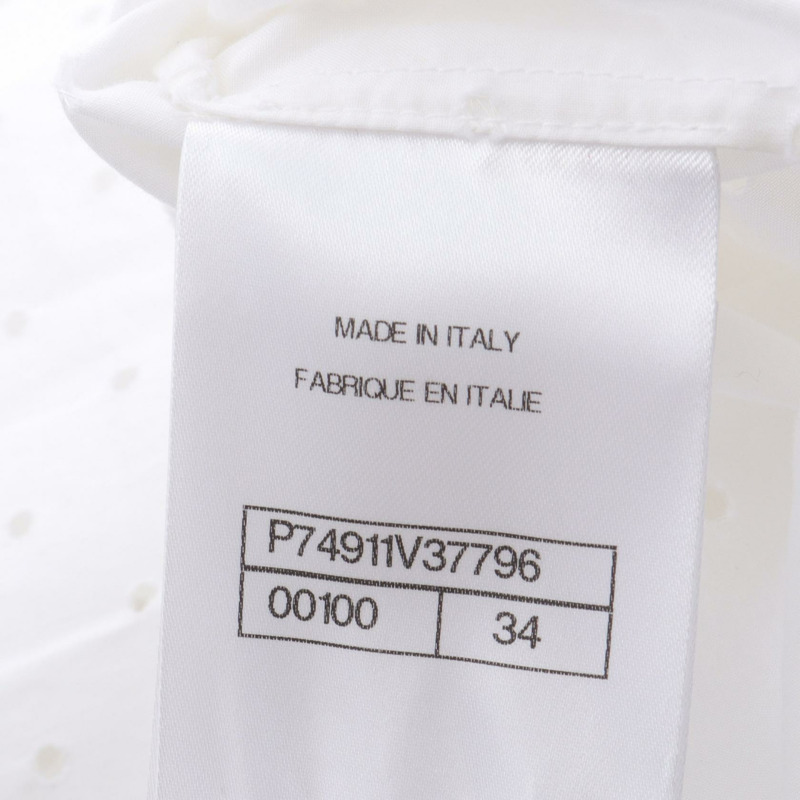 MADE IN ITALY
FABRIQUE EN ITALIE
P74911V37796
00100 34